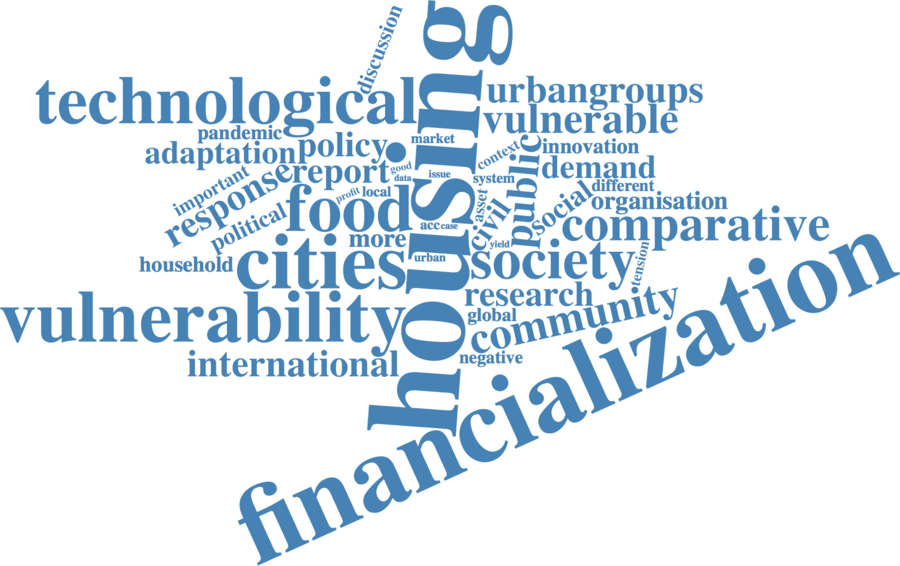 discussion
housing
technological
urbangroups
vulnerable
pandemic
policy
market
context
innovation
adaptation
report
good
data
issue
system
public
demand
important
response
profit
local
asset
social
different
organisation
political
food
civil
acc
case
comparative
more
yield
household
cities
urban
society
tension
vulnerability
research
global
community
international
negative
financialization